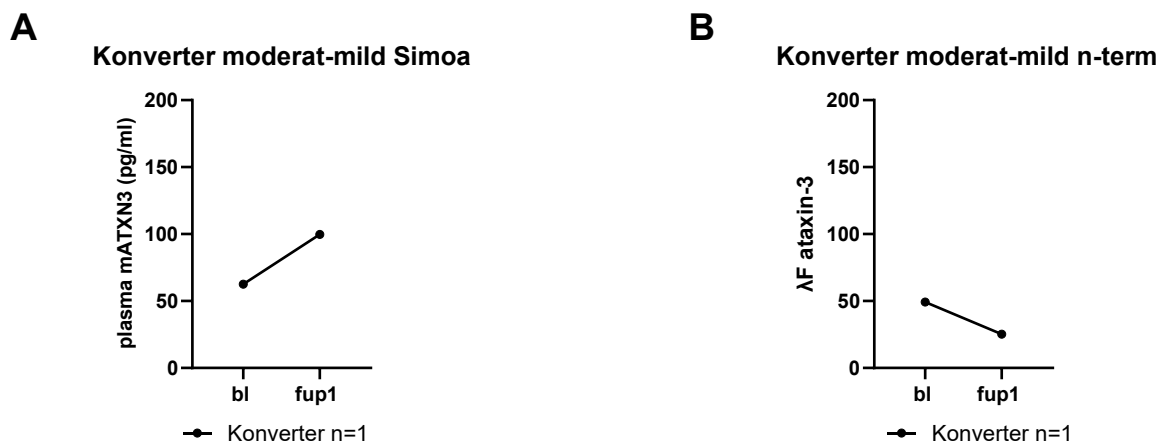 A
Konverter moderat-mild Simoa
plasma mATXN3 (pg/ml)
200
150
100
50
0
bl
fup1
Konverter n=1
B
Konverter moderat-mild n-term
λF ataxin-3
200
150
100
50
0
bl
fup1
Konverter n=1